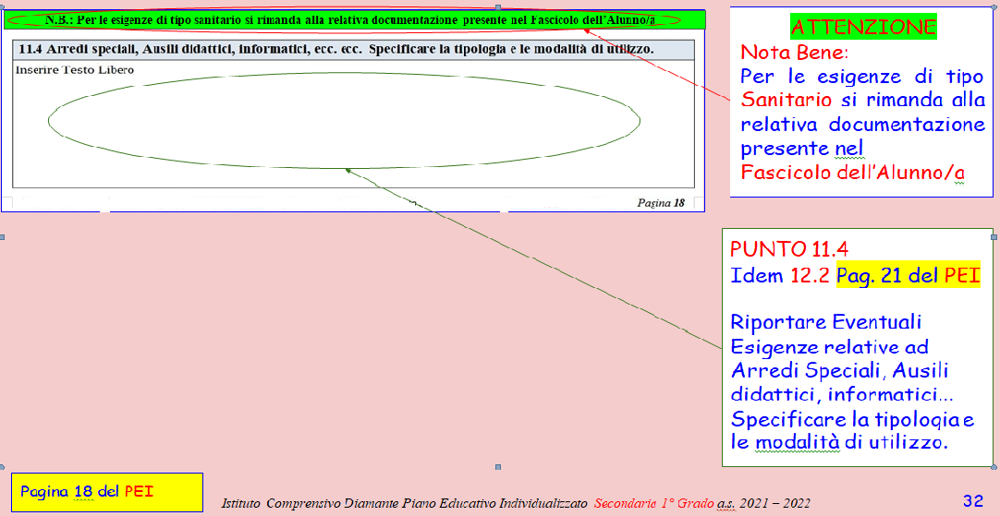 N.B.: Per le esigenze di tipo sanitario si rimanda alla relativa documentazione presente nel Fascicolo dell'Alunno/a
11.4 Arredi speciali, Ausili didattici, Informatici, ecc. ecc. Specificare la tipologia e le modalità di utilizzo.
Inserire Testo Libero
Pagina 18
ATTENZIONE
Nota Bene:
Per le esigenze di tipo
Sanitario si rimanda alla
relativa documentazione
presente nel
Fascicolo dell'Alunno/a
PUNTO 11.4
Idem 12.2 Pag. 21 del PEI
Riportare Eventuali
Esigenze relative ad
Arredi Speciali, Ausili
didattici, informatici...
Specificare la tipologia e
le modalità di utilizzo.
Pagina 18 del PEI
Istituto Comprensivo Diamante Piano Educativo Individualizzato Secondaria 1° Grado a.s. 2021 – 2022
32